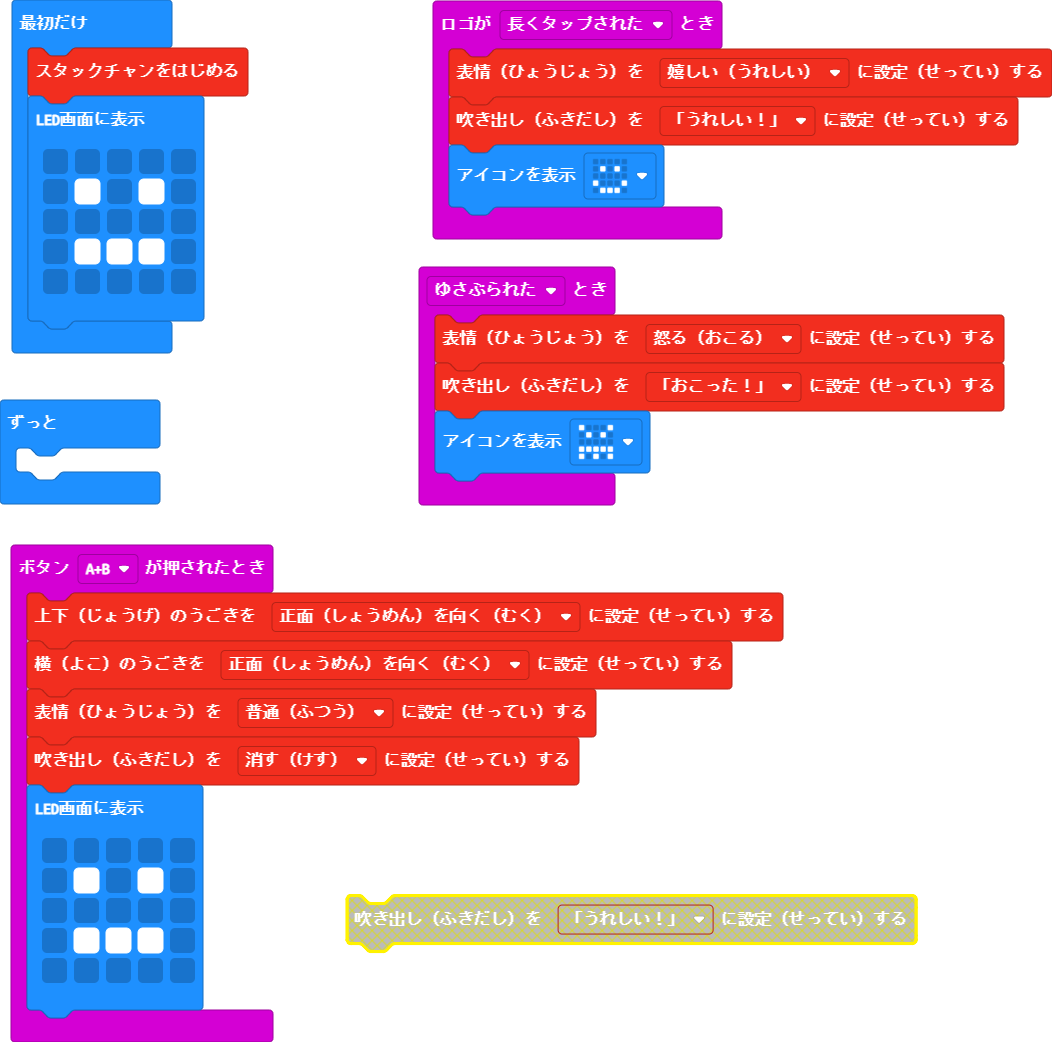 最初だけ
スタックチャンをはじめる
LED画面に表示
ロゴが 長くタップされた とき
表情（ひょうじょう）を 嬉しい（うれしい） に設定（せってい）する
吹き出し（ふきだし）を 「うれしい！」 に設定（せってい）する
アイコンを表示
ゆさぶられた とき
表情（ひょうじょう）を 怒る（おこる） に設定（せってい）する
吹き出し（ふきだし）を 「おこった！」 に設定（せってい）する
アイコンを表示
ずっと
ボタン A+B が押されたとき
上下（じょうげ）のうごきを 正面（しょうめん）を向く（むく） に設定（せってい）する
横（よこ）のうごきを 正面（しょうめん）を向く（むく） に設定（せってい）する
表情（ひょうじょう）を 普通（ふつう） に設定（せってい）する
吹き出し（ふきだし）を 消す（けす） に設定（せってい）する
LED画面に表示
吹き出し（ふきだし）を 「うれしい！」 に設定（せってい）する